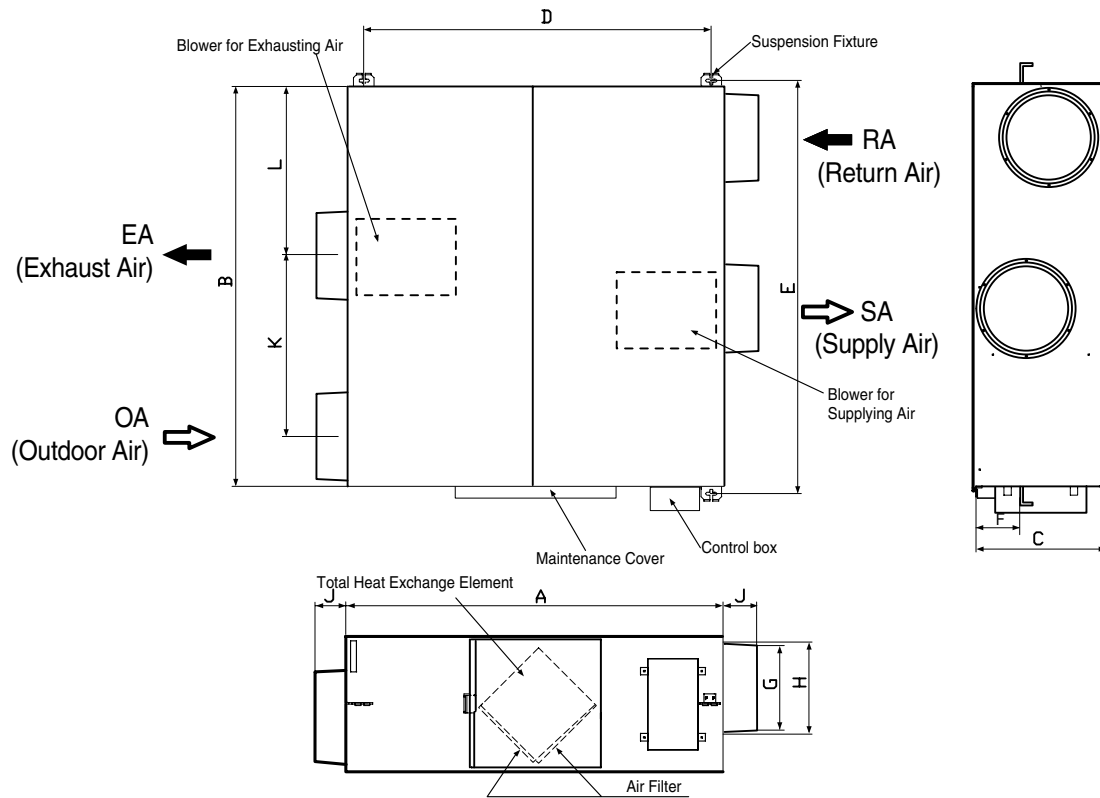 D
Blower for Exhausting Air
Suspension Fixture
L
RA
(Return Air)
EA
(Exhaust Air)
B
E
SA
(Supply Air)
K
Blower for
Supplying Air
OA
(Outdoor Air)
F
C
Control box
Maintenance Cover
Total Heat Exchange Element
J
A
J
G
H
Air Filter